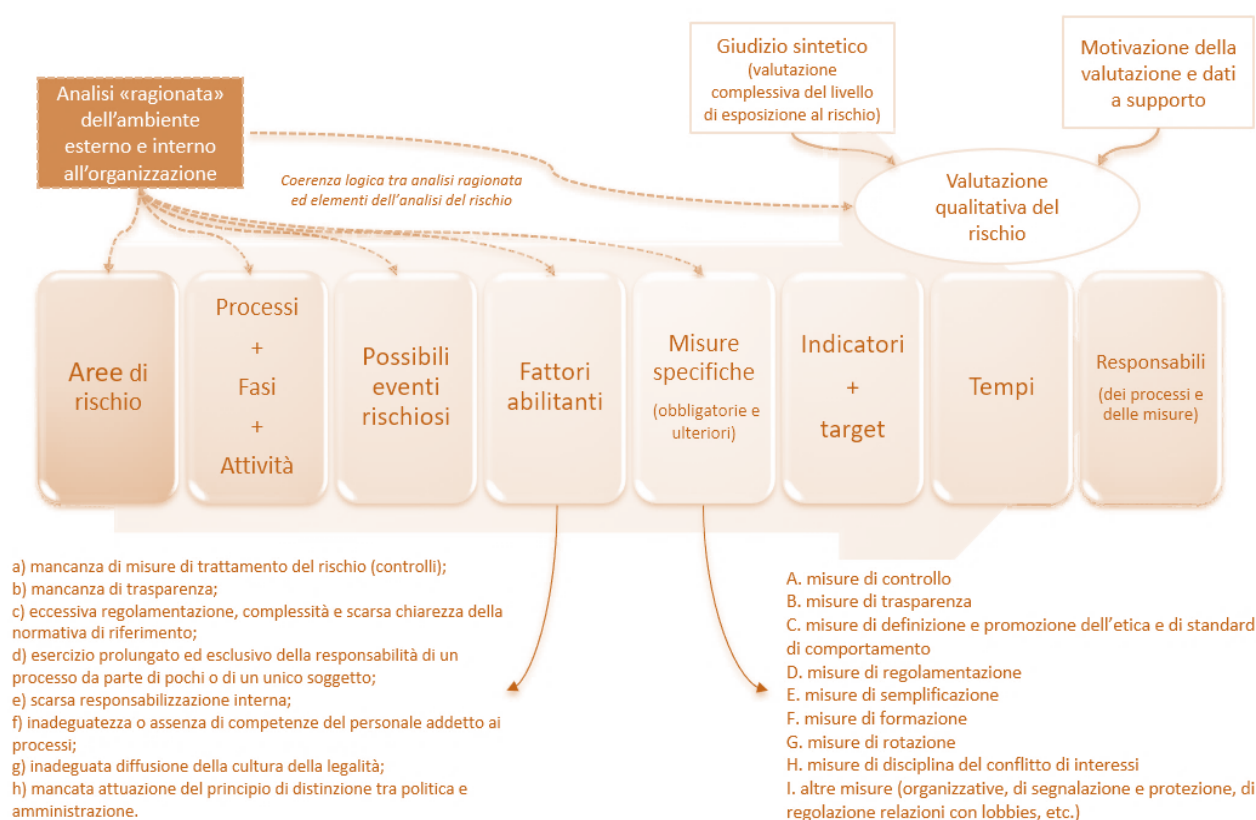 Giudizio sintetico
(valutazione
complessiva del livello
di esposizione al rischio)
Motivazione della
valutazione e dati
a supporto
Analisi «ragionata»
dell'ambiente
esterno e interno
all'organizzazione
Coerenza logica tra analisi ragionata
ed elementi dell'analisi del rischio
Valutazione
qualitativa del
rischio
Aree di
rischio
Processi
+
Fasi
+
Attività
Possibili
eventi
rischiosi
Fattori
abilitanti
Misure
specifiche
(obbligatorie e
ulteriori)
Indicatori
+
target
Tempi
Responsabili
(dei processi e
delle misure)
a) mancanza di misure di trattamento del rischio (controlli);
b) mancanza di trasparenza;
c) eccessiva regolamentazione, complessità e scarsa chiarezza della
normativa di riferimento;
d) esercizio prolungato ed esclusivo della responsabilità di un
processo da parte di pochi o di un unico soggetto;
e) scarsa responsabilizzazione interna;
f) inadeguatezza o assenza di competenze del personale addetto ai
processi;
g) inadeguata diffusione della cultura della legalità;
h) mancata attuazione del principio di distinzione tra politica e
amministrazione.
A. misure di controllo
B. misure di trasparenza
C. misure di definizione e promozione dell'etica e di standard
di comportamento
D. misure di regolamentazione
E. misure di semplificazione
F. misure di formazione
G. misure di rotazione
H. misure di disciplina del conflitto di interessi
I. altre misure (organizzative, di segnalazione e protezione, di
regolazione relazioni con lobbies, etc.)